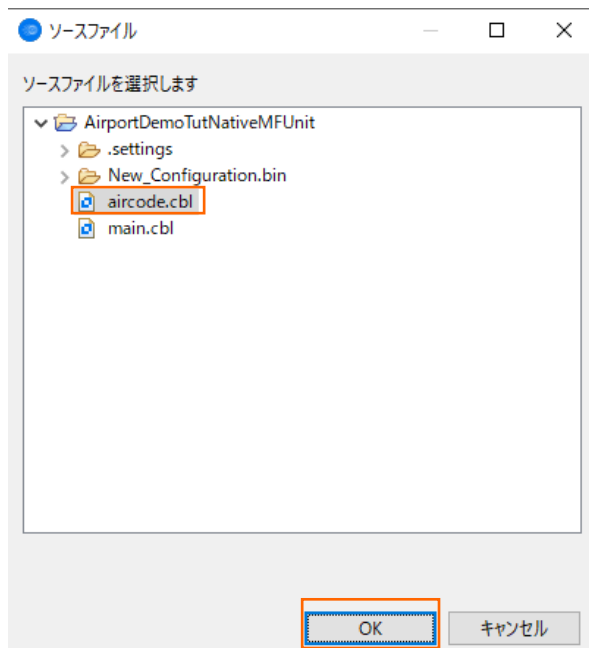 ソースファイル
ソースファイルを選択します
AirportDemoTutNativeMFUnit
.settings
New_Configuration.bin
aircode.cbl
main.cbl
OK
キャンセル